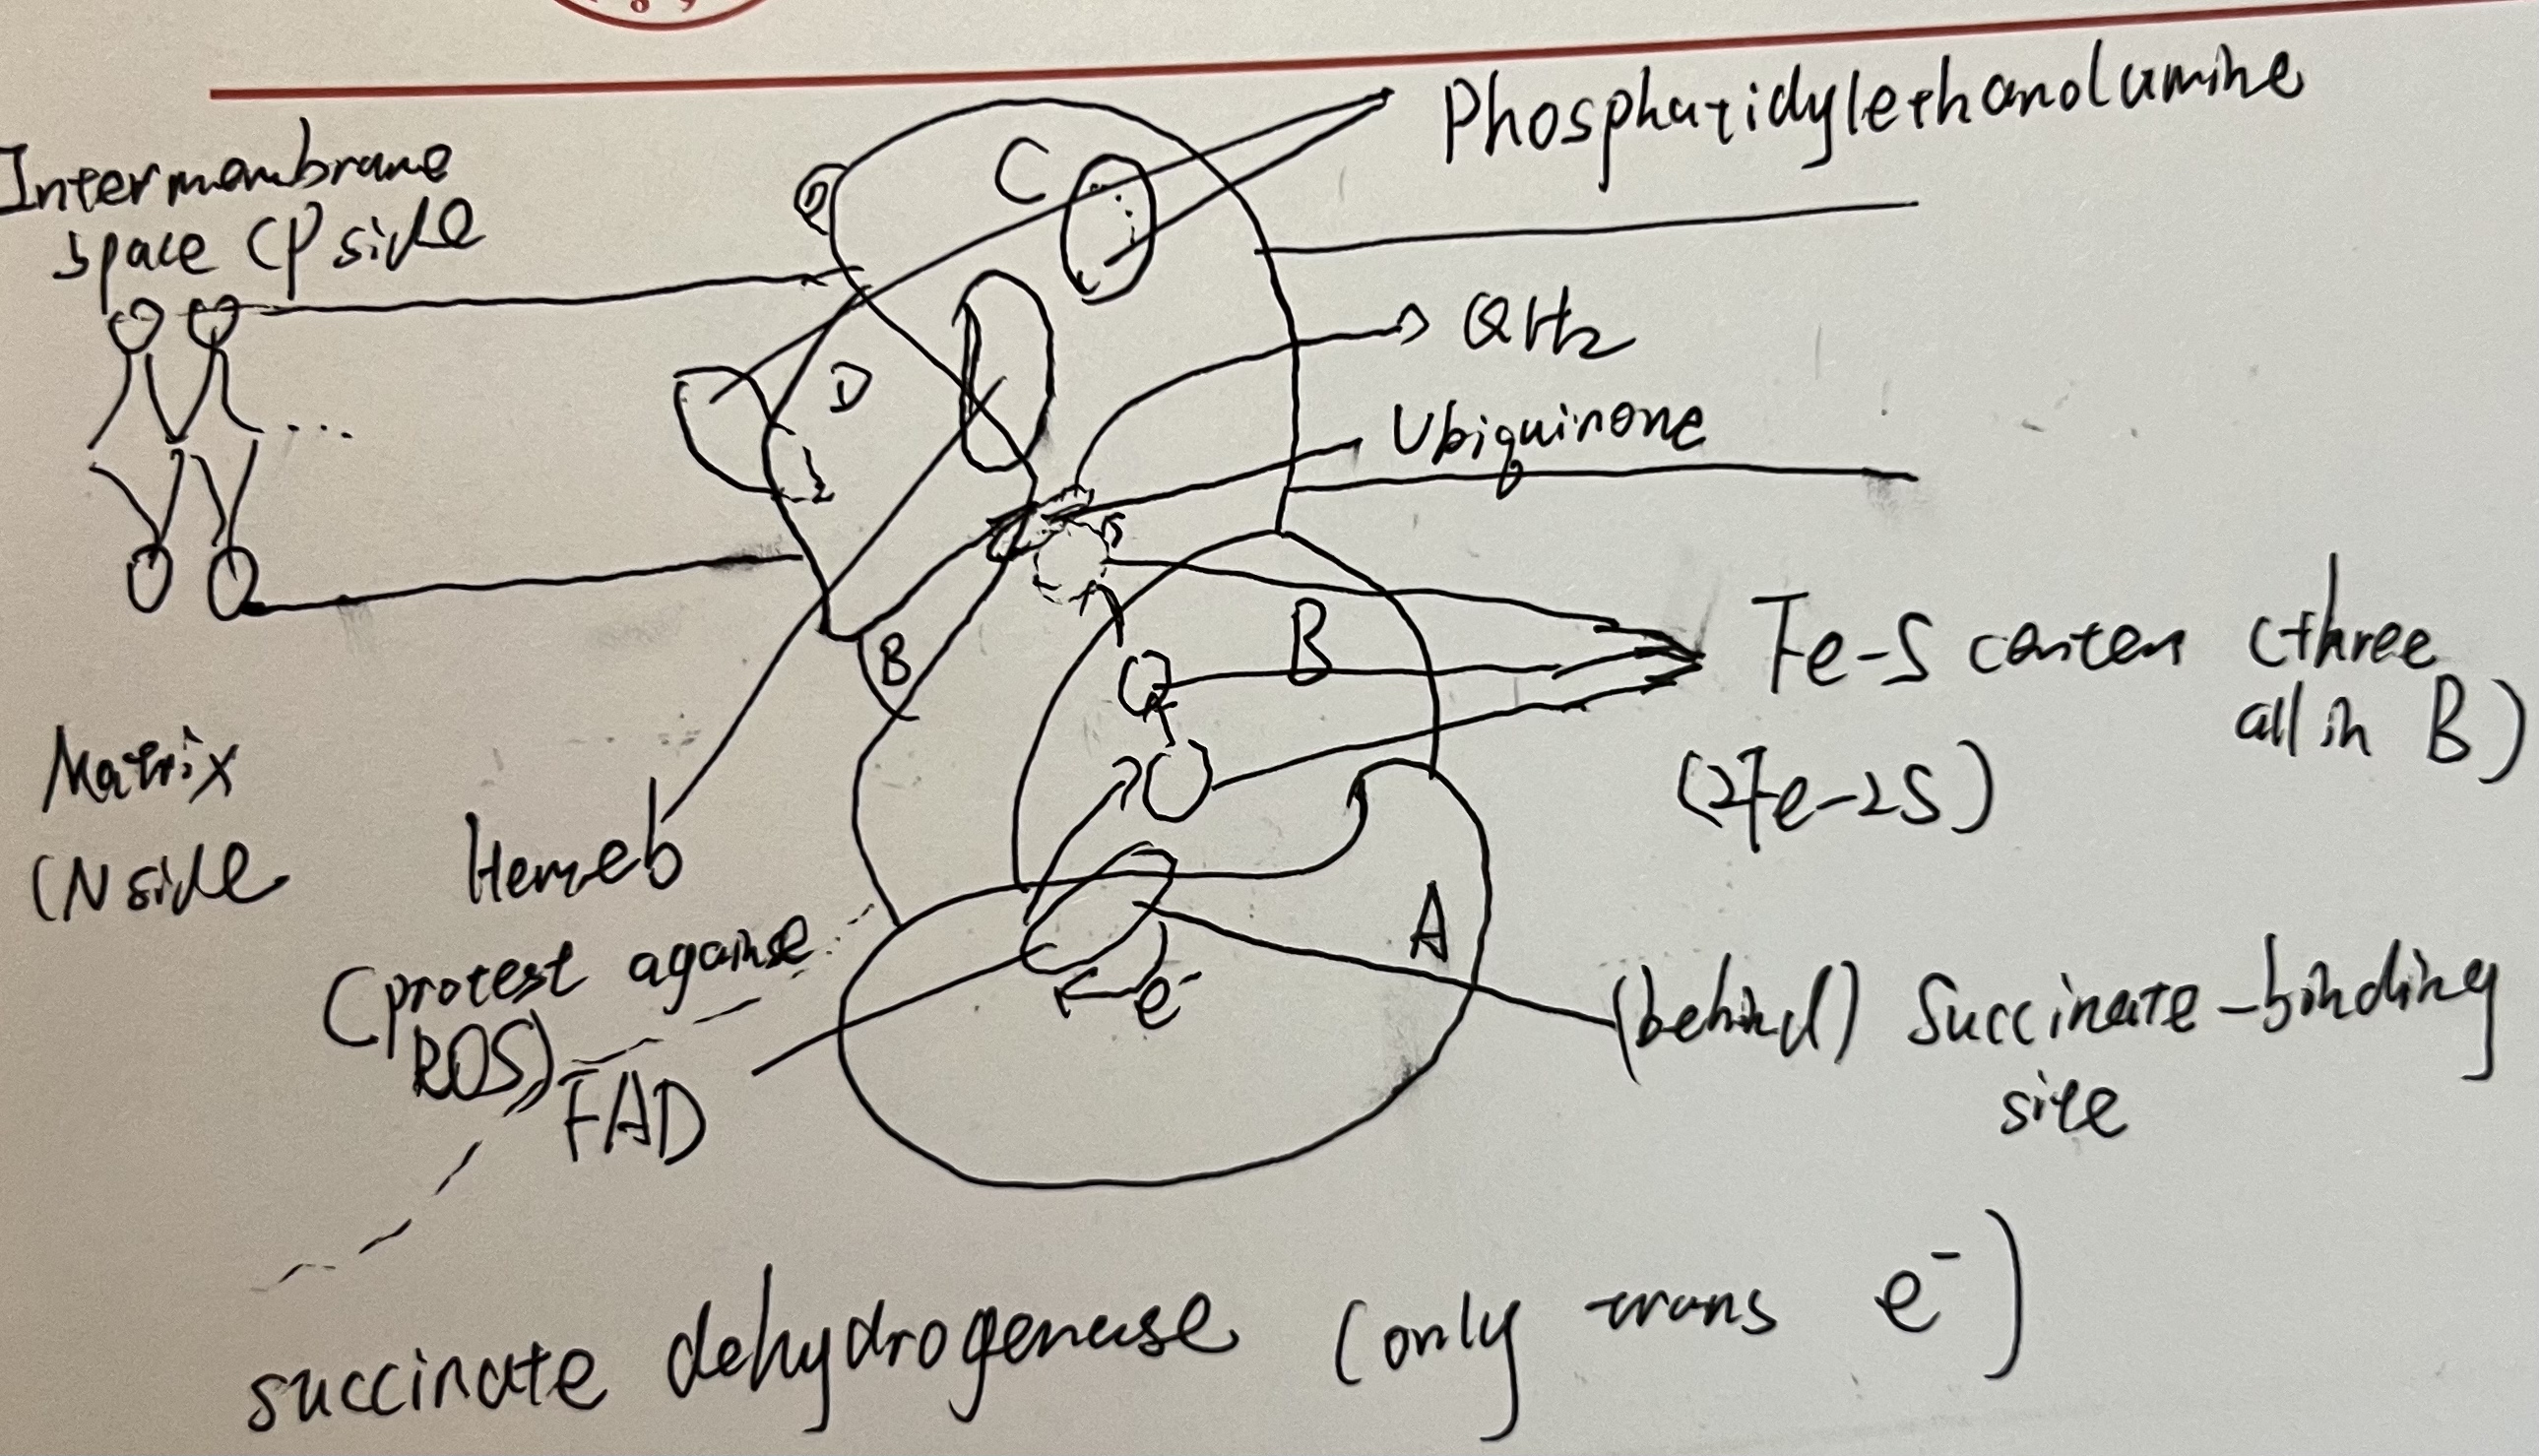 Phosphatidylethanolamine
Intermembrane
space (P side
C
D
QH2
D
Ubiquinone
B
B
Fe-S centers (three
all in B)
(2Fe-2S)
Matrix
(N side
Heme b
(protest against
ROS)
A
e-
FAD
(behind) Succinate-binding
site
succinate dehydrogenase (only trans e-)